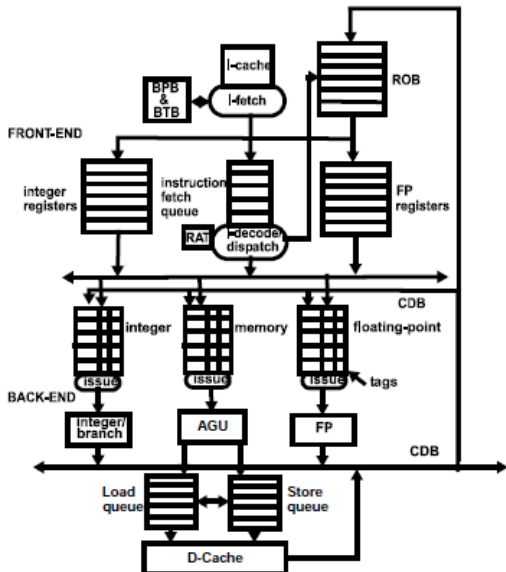 I-cache
BPB
&
BTB
I-fetch
ROB
FRONT-END
integer
registers
instruction
fetch
queue
FP
registers
RAT
I-decode/
dispatch
CDB
integer
memory
floating-point
issue
issue
issue
tags
BACK-END
Integer/
branch
AGU
FP
CDB
Load
queue
Store
queue
D-Cache